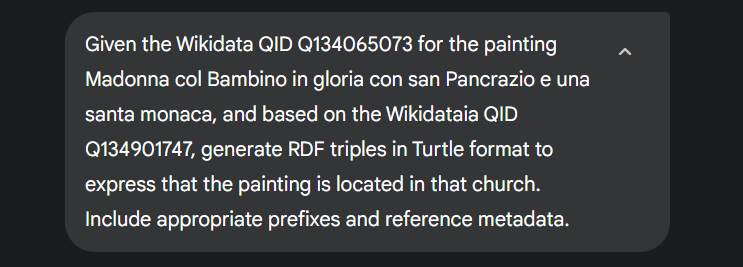 Given the Wikidata QID Q134065073 for the painting
Madonna col Bambino in gloria con san Pancrazio e una
santa monaca, and based on the Wikidataia QID
Q134901747, generate RDF triples in Turtle format to
express that the painting is located in that church.
Include appropriate prefixes and reference metadata.